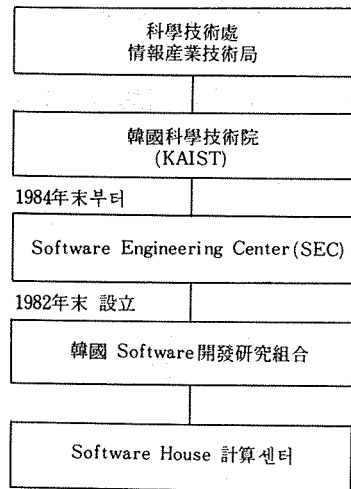 科學技術處
情報産業技術局
韓國科學技術院
(KAIST)
1984年末부터
Software Engineering Center(SEC)
1982年末 設立
韓國 Software開發硏究組合
Software House 計算센터